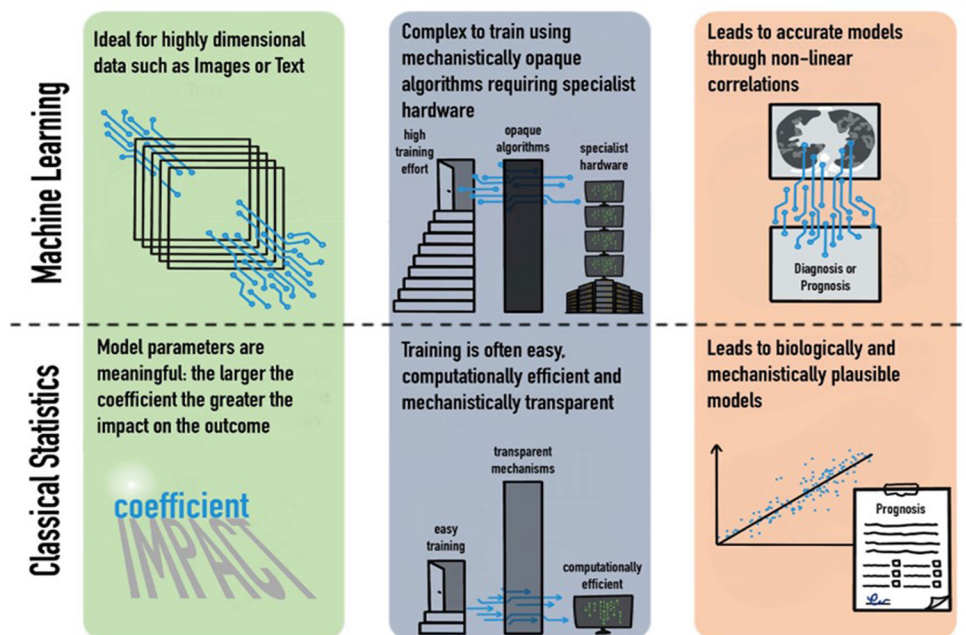 Machine Learning
Ideal for highly dimensional
data such as Images or Text
Complex to train using
mechanistically opaque
algorithms requiring specialist
hardware
high
training
effort
opaque
algorithms
specialist
hardware
Leads to accurate models
through non-linear
correlations
Diagnosis or
Prognosis
Classical Statistics
Model parameters are
meaningful: the larger the
coefficient the greater the
impact on the outcome
coefficient
IMPACT
Training is often easy,
computationally efficient and
mechanistically transparent
transparent
mechanisms
easy
training
computationally
efficient
Leads to biologically and
mechanistically plausible
models
Prognosis